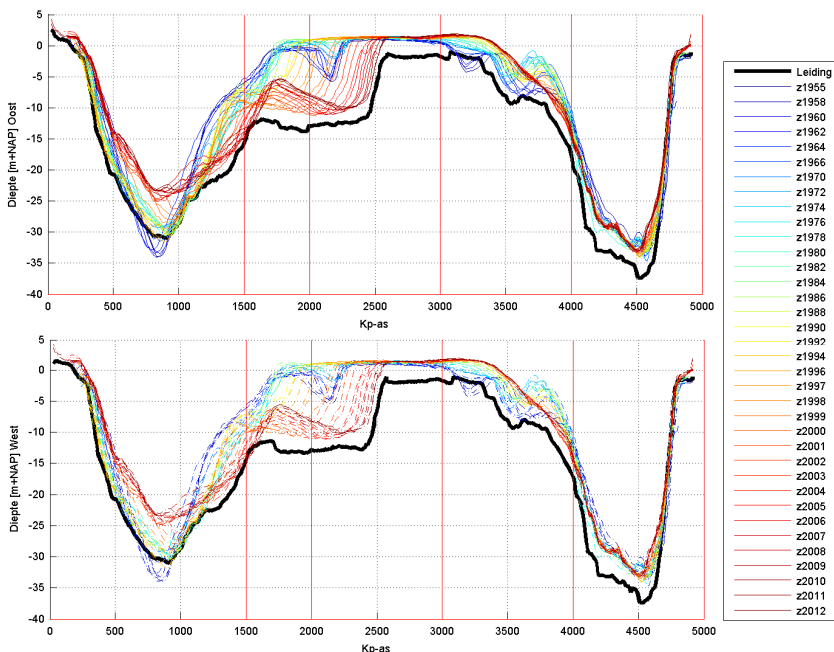 5
0
-5
-10
-15
-20
-25
-30
-35
-40
Diepte [m+NAP] Oost
0 500 1000 1500 2000 2500 3000 3500 4000 4500 5000
Kp-as
5
0
-5
-10
-15
-20
-25
-30
-35
-40
Diepte [m+NAP] West
0 500 1000 1500 2000 2500 3000 3500 4000 4500 5000
Kp-as
Leiding
z1955
z1958
z1960
z1962
z1964
z1966
z1970
z1972
z1974
z1976
z1978
z1980
z1982
z1984
z1986
z1988
z1990
z1992
z1994
z1996
z1997
z1998
z1999
z2000
z2001
z2002
z2003
z2004
z2005
z2006
z2007
z2008
z2009
z2010
z2011
z2012